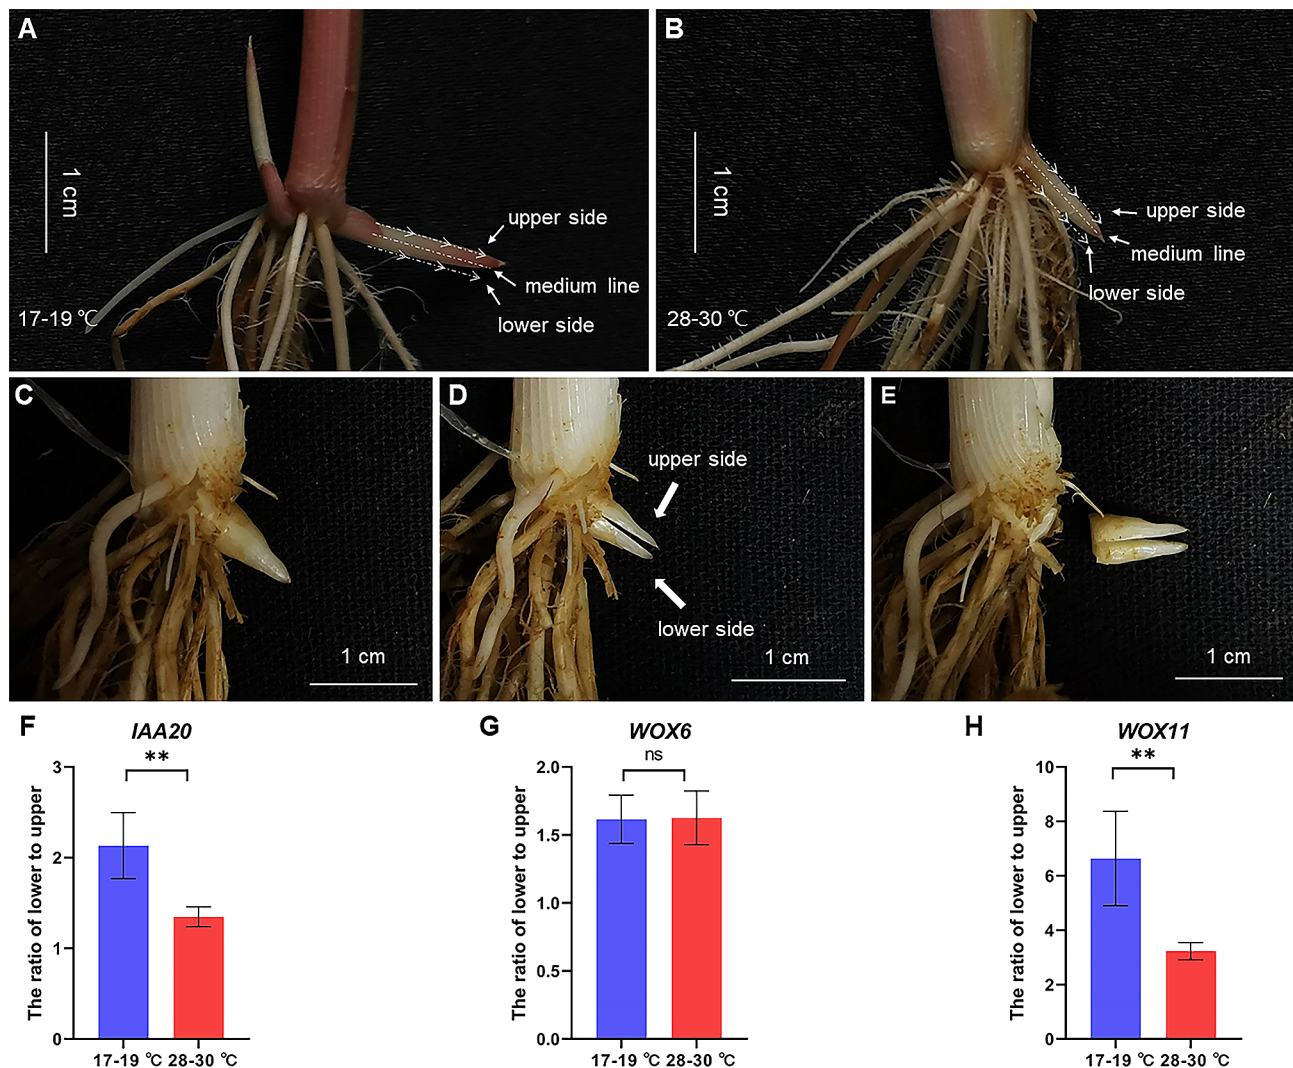 A
1 cm
upper side
medium line
lower side
17-19 ℃
B
1 cm
upper side
medium line
lower side
28-30 ℃
C
1 cm
D
upper side
lower side
1 cm
E
1 cm
F
IAA20
**
The ratio of lower to upper
3
2
1
0
17-19 ℃ 28-30 ℃
G
WOX6
ns
The ratio of lower to upper
2.0
1.5
1.0
0.5
0.0
17-19 ℃ 28-30 ℃
H
WOX11
**
The ratio of lower to upper
10
8
6
4
2
0
17-19 ℃ 28-30 ℃